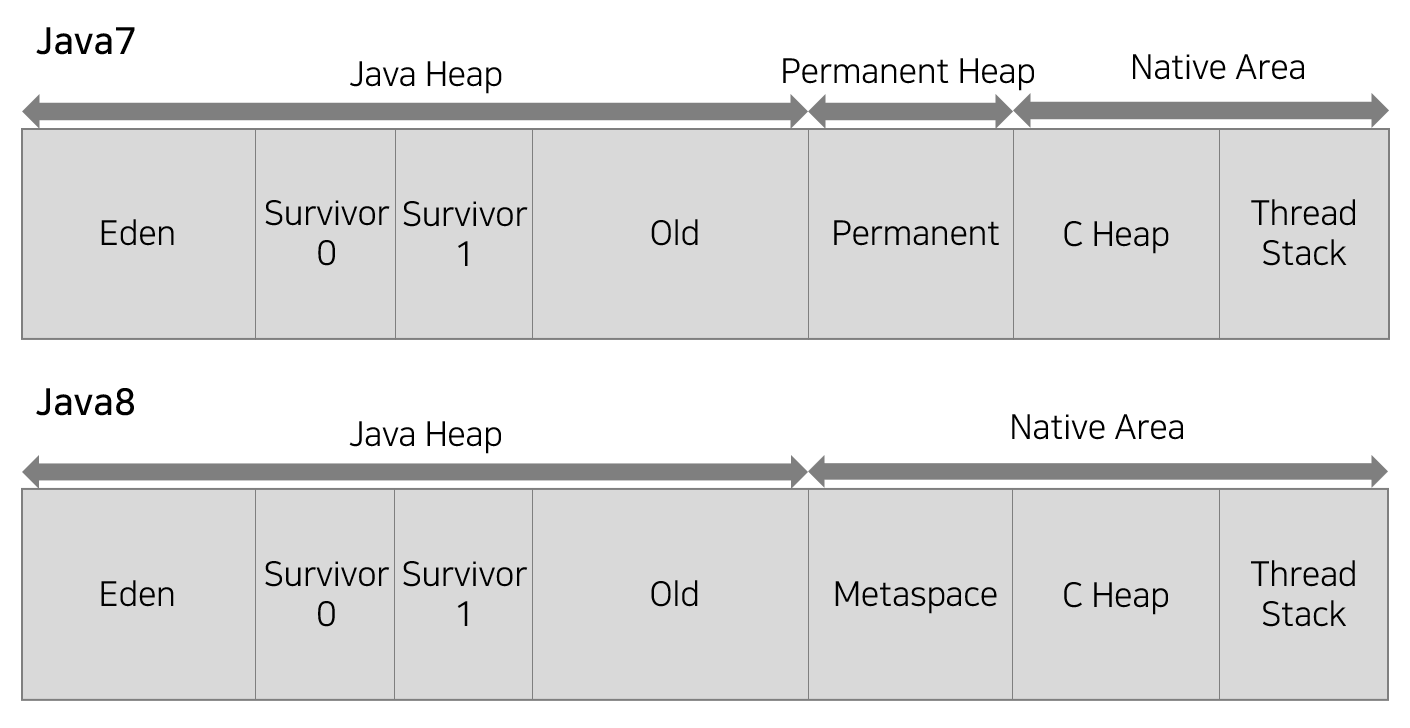 Java7
Java Heap
Permanent Heap
Native Area
Eden
Survivor
0
Survivor
1
Old
Permanent
C Heap
Thread
Stack
Java8
Java Heap
Native Area
Eden
Survivor
0
Survivor
1
Old
Metaspace
C Heap
Thread
Stack